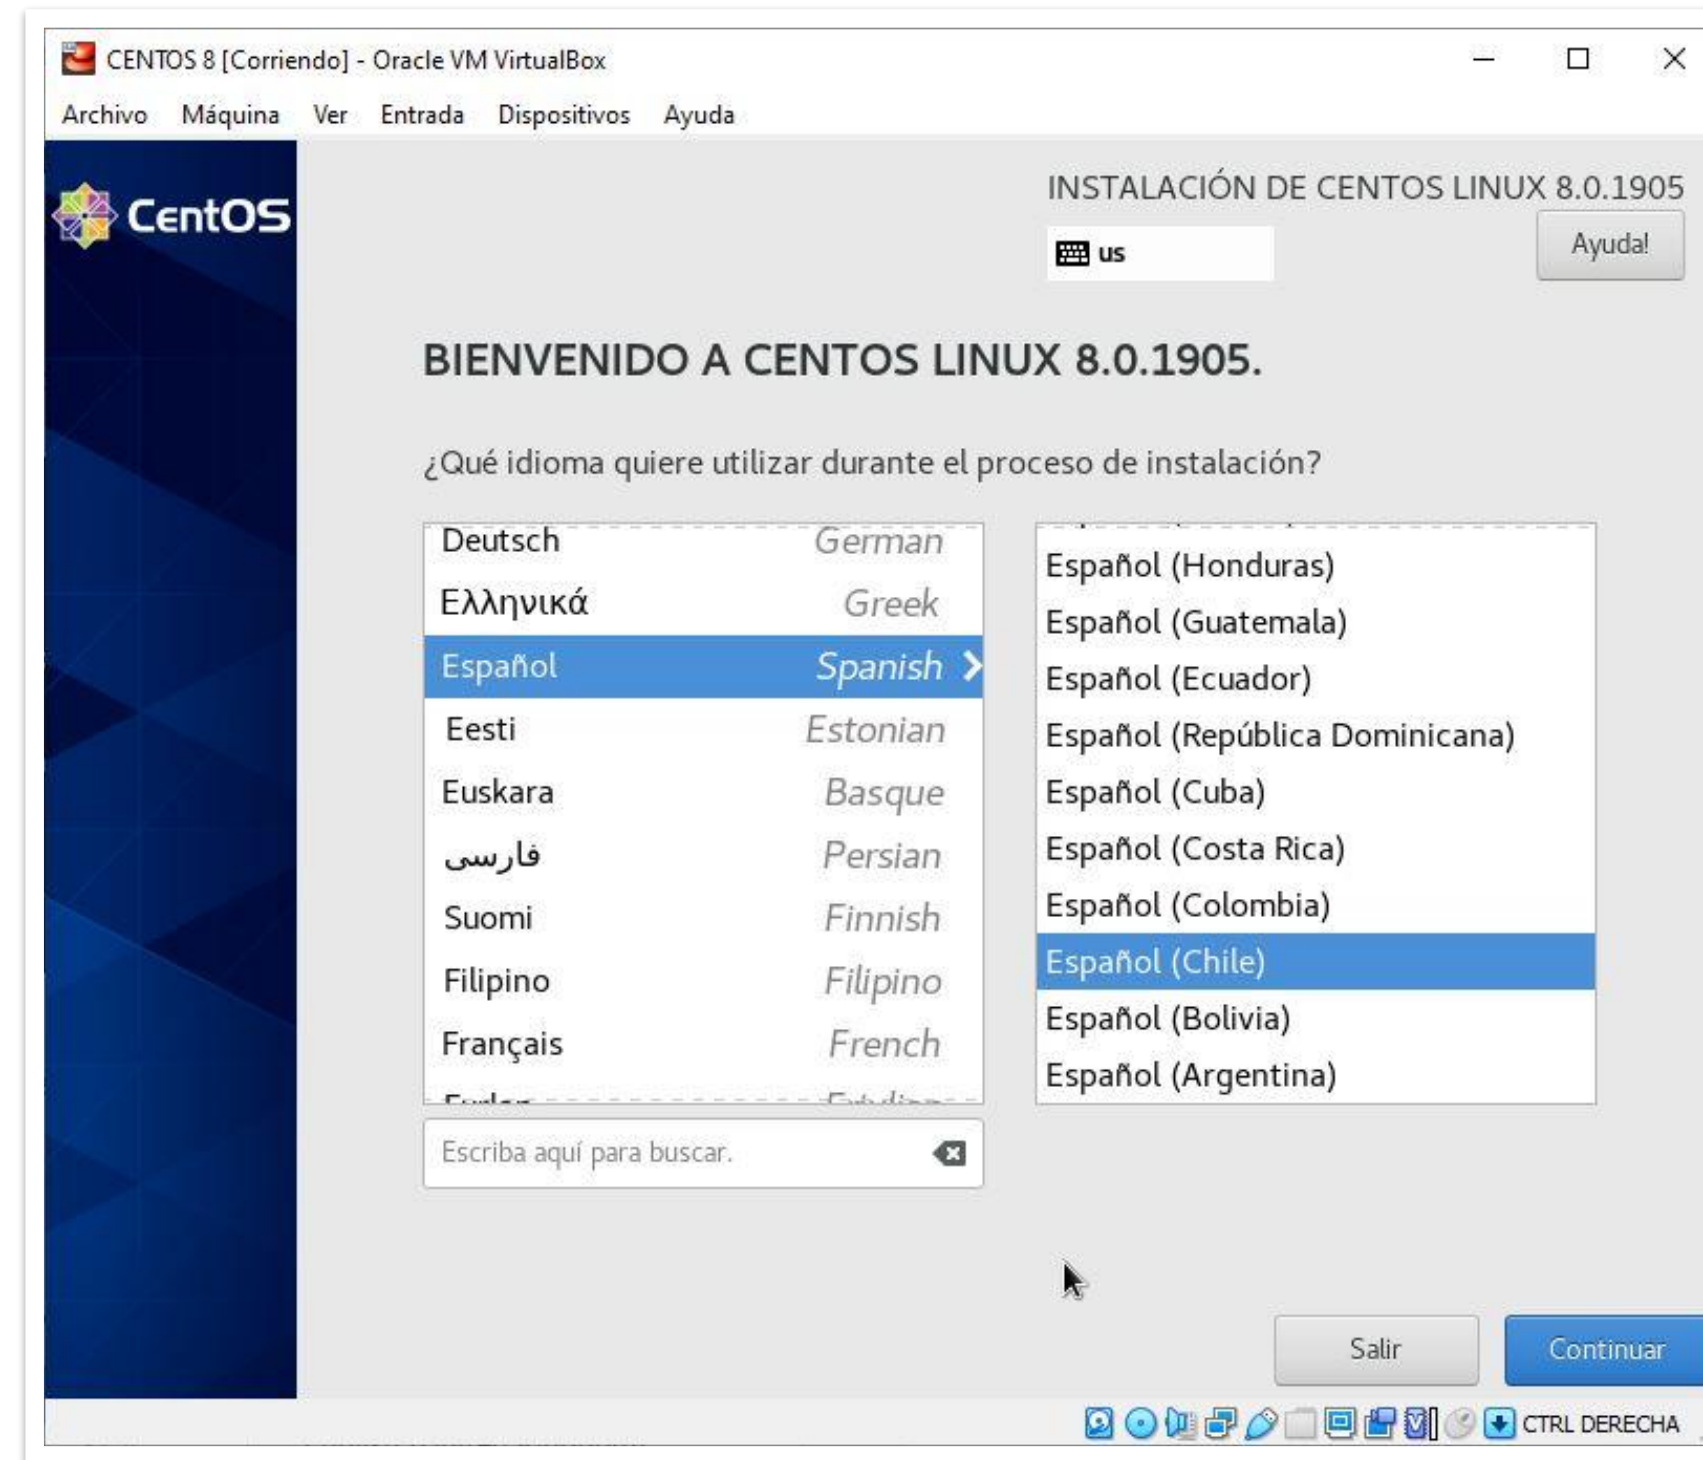 CENTOS 8 [Corriendo] - Oracle VM VirtualBox
Archivo Máquina Ver Entrada Dispositivos Ayuda
CentOS
INSTALACIÓN DE CENTOS LINUX 8.0.1905
us
Ayuda!
BIENVENIDO A CENTOS LINUX 8.0.1905.
¿Qué idioma quiere utilizar durante el proceso de instalación?
Deutsch German
Ελληνικά Greek
Español Spanish
Eesti Estonian
Euskara Basque
فارسی Persian
Suomi Finnish
Filipino Filipino
Français French
Español (Honduras)
Español (Guatemala)
Español (Ecuador)
Español (República Dominicana)
Español (Cuba)
Español (Costa Rica)
Español (Colombia)
Español (Chile)
Español (Bolivia)
Español (Argentina)
Escriba aquí para buscar.
Salir
Continuar
CTRL DERECHA